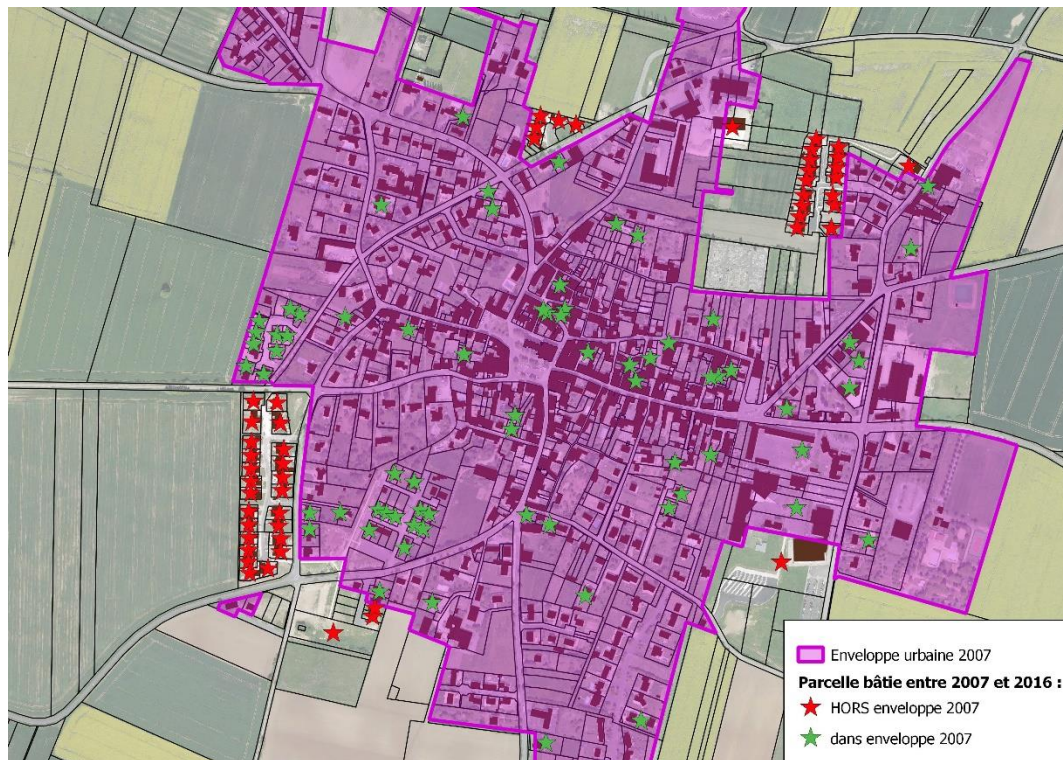 Enveloppe urbaine 2007
Parcelle bâtie entre 2007 et 2016 :
HORS enveloppe 2007
dans enveloppe 2007